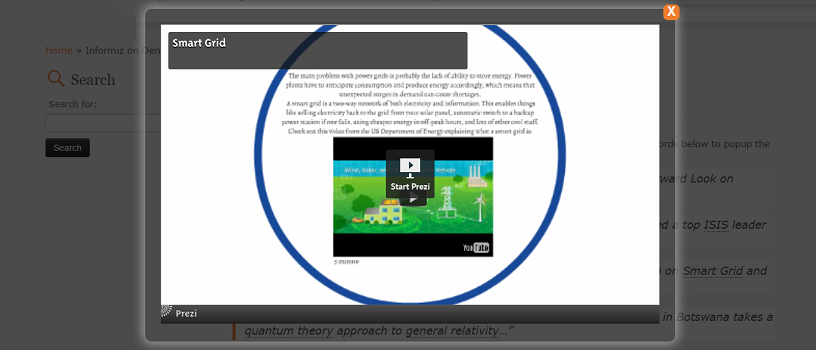 X
Smart Grid
Home » Informiz on Dem
Search
Search for:
Search
The main problem with power grids is probably the lack of ability to store energy. Power
plants have to anticipate consumption and produce energy accordingly, which means that
unexpected surges in demand can cause shortages.
A smart grid is a two-way network of both electricity and information. This enables things
like selling electricity back to the grid from your solar panel, automatic switch to a backup
power station if one fails, using cheaper energy in off-peak hours, and lots of other cool staff.
Check out this video from the US Department of Energy explaining what a smart grid is:
Wind, Solar, Vehicle
Start Prezi
YouTube
5 minute
Prezi
ords below to popup the
ward Look on
d a top ISIS leader
on Smart Grid and
in Botswana takes a
quantum theory approach to general relativity..."